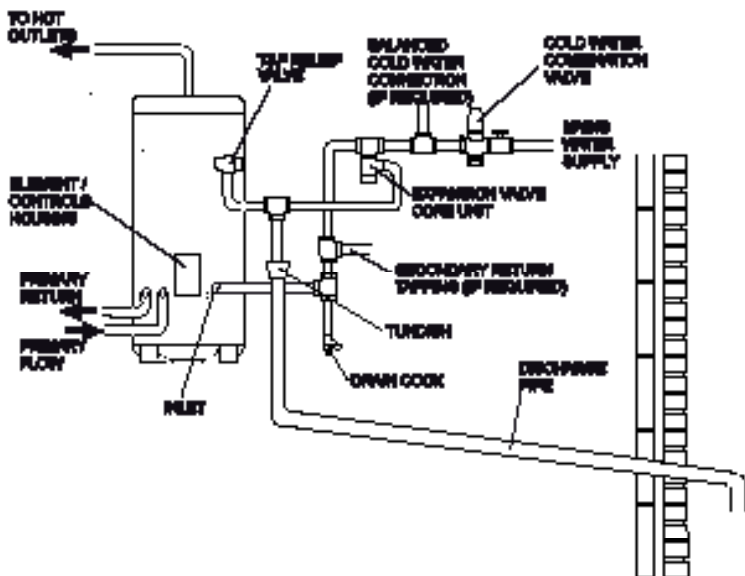 TO HOT
OUTLETS
T&P RELIEF
VALVE
BALANCED
COLD WATER
CONNECTION
(IF REQUIRED)
COLD WATER
COMBINATION
VALVE
MAINS
WATER
SUPPLY
ELEMENT /
CONTROLS
HOUSING
EXPANSION VALVE
CORE UNIT
PRIMARY
RETURN
SECONDARY RETURN
TAPPING (IF REQUIRED)
TUNDISH
PRIMARY
FLOW
DRAIN COCK
DISCHARGE
PIPE
INLET